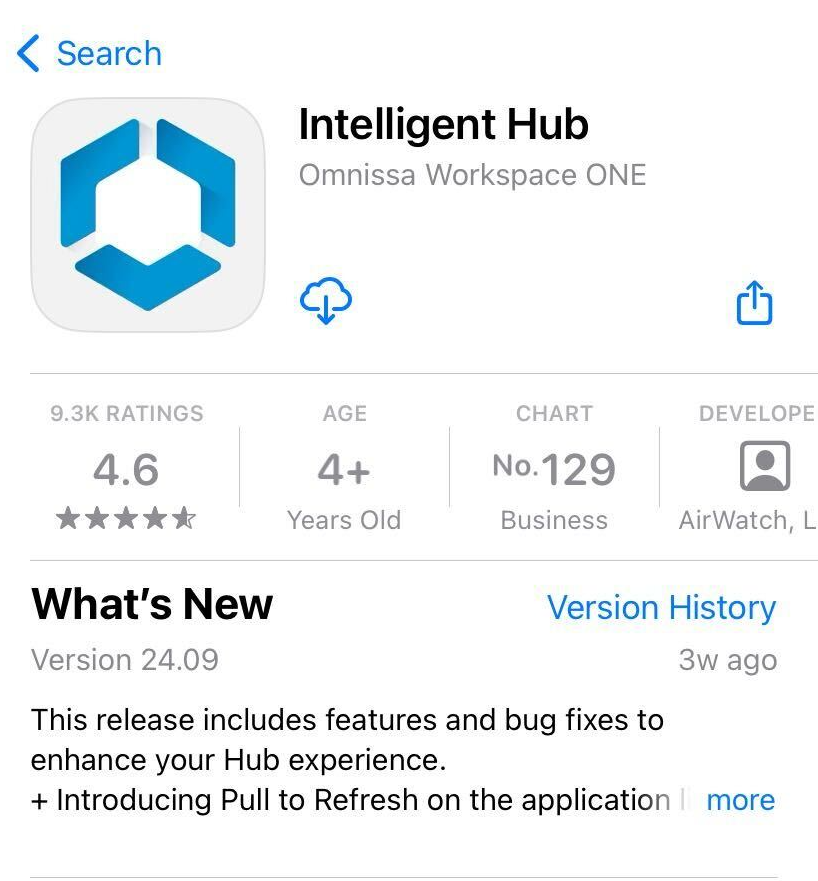 Search
Intelligent Hub
Omnissa Workspace ONE
9.3K RATINGS
4.6
AGE
4+
Years Old
CHART
No.129
Business
DEVELOPE
AirWatch, L
What's New
Version History
Version 24.09
3w ago
This release includes features and bug fixes to
enhance your Hub experience.
+ Introducing Pull to Refresh on the application
more